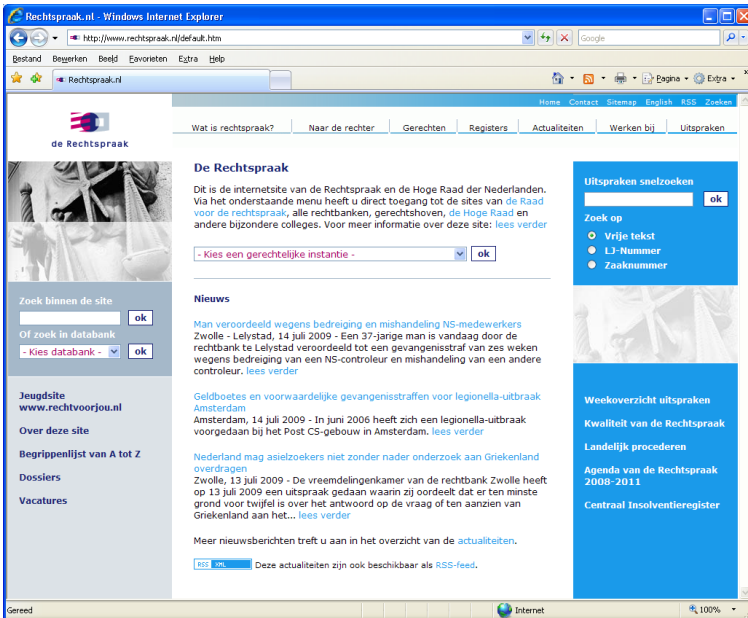 Rechtspraak.nl - Windows Internet Explorer
http://www.rechtspraak.nl/default.htm
Google
Bestand Bewerken Beeld Favorieten Extra Help
Rechtspraak.nl
Pagina Extra
Home Contact Sitemap English RSS Zoeken
de Rechtspraak
Wat is rechtspraak? Naar de rechter Gerechten Registers Actualiteiten Werken bij Uitspraken
De Rechtspraak
Dit is de internetsite van de Rechtspraak en de Hoge Raad der Nederlanden.
Via het onderstaande menu heeft u direct toegang tot de sites van de Raad
voor de rechtspraak, alle rechtbanken, gerechtshoven, de Hoge Raad en
andere bijzondere colleges. Voor meer informatie over deze site: lees verder
- Kies een gerechtelijke instantie - ok
Nieuws
Man veroordeeld wegens bedreiging en mishandeling NS-medewerkers
Zwolle - Lelystad, 14 juli 2009 - Een 37-jarige man is vandaag door de
rechtbank te Lelystad veroordeeld tot een gevangenisstraf van zes weken
wegens bedreiging van een NS-controleur en mishandeling van een andere
controleur. lees verder
Geldboetes en voorwaardelijke gevangenisstraffen voor legionella-uitbraak
Amsterdam
Amsterdam, 14 juli 2009 - In juni 2006 heeft zich een legionella-uitbraak
voorgedaan bij het Post CS-gebouw in Amsterdam. lees verder
Nederland mag asielzoekers niet zonder nader onderzoek aan Griekenland
overdragen
Zwolle, 13 juli 2009 - De vreemdelingenkamer van de rechtbank Zwolle heeft
op 13 juli 2009 een uitspraak gedaan waarin zij oordeelt dat er ten minste
grond voor twijfel is over het antwoord op de vraag of ten aanzien van
Griekenland aan het... lees verder
Meer nieuwsberichten treft u aan in het overzicht van de actualiteiten.
RSS XML Deze actualiteiten zijn ook beschikbaar als RSS-feed.
Zoek binnen de site
ok
Of zoek in databank
- Kies databank - ok
Jeugdsite
www.rechtvoorjou.nl
Over deze site
Begrippenlijst van A tot Z
Dossiers
Vacatures
Uitspraken snelzoeken
ok
Zoek op
Vrije tekst
LJ-Nummer
Zaaknummer
Weekoverzicht uitspraken
Kwaliteit van de Rechtspraak
Landelijk procederen
Agenda van de Rechtspraak
2008-2011
Centraal Insolventieregister
Gereed Internet 100%